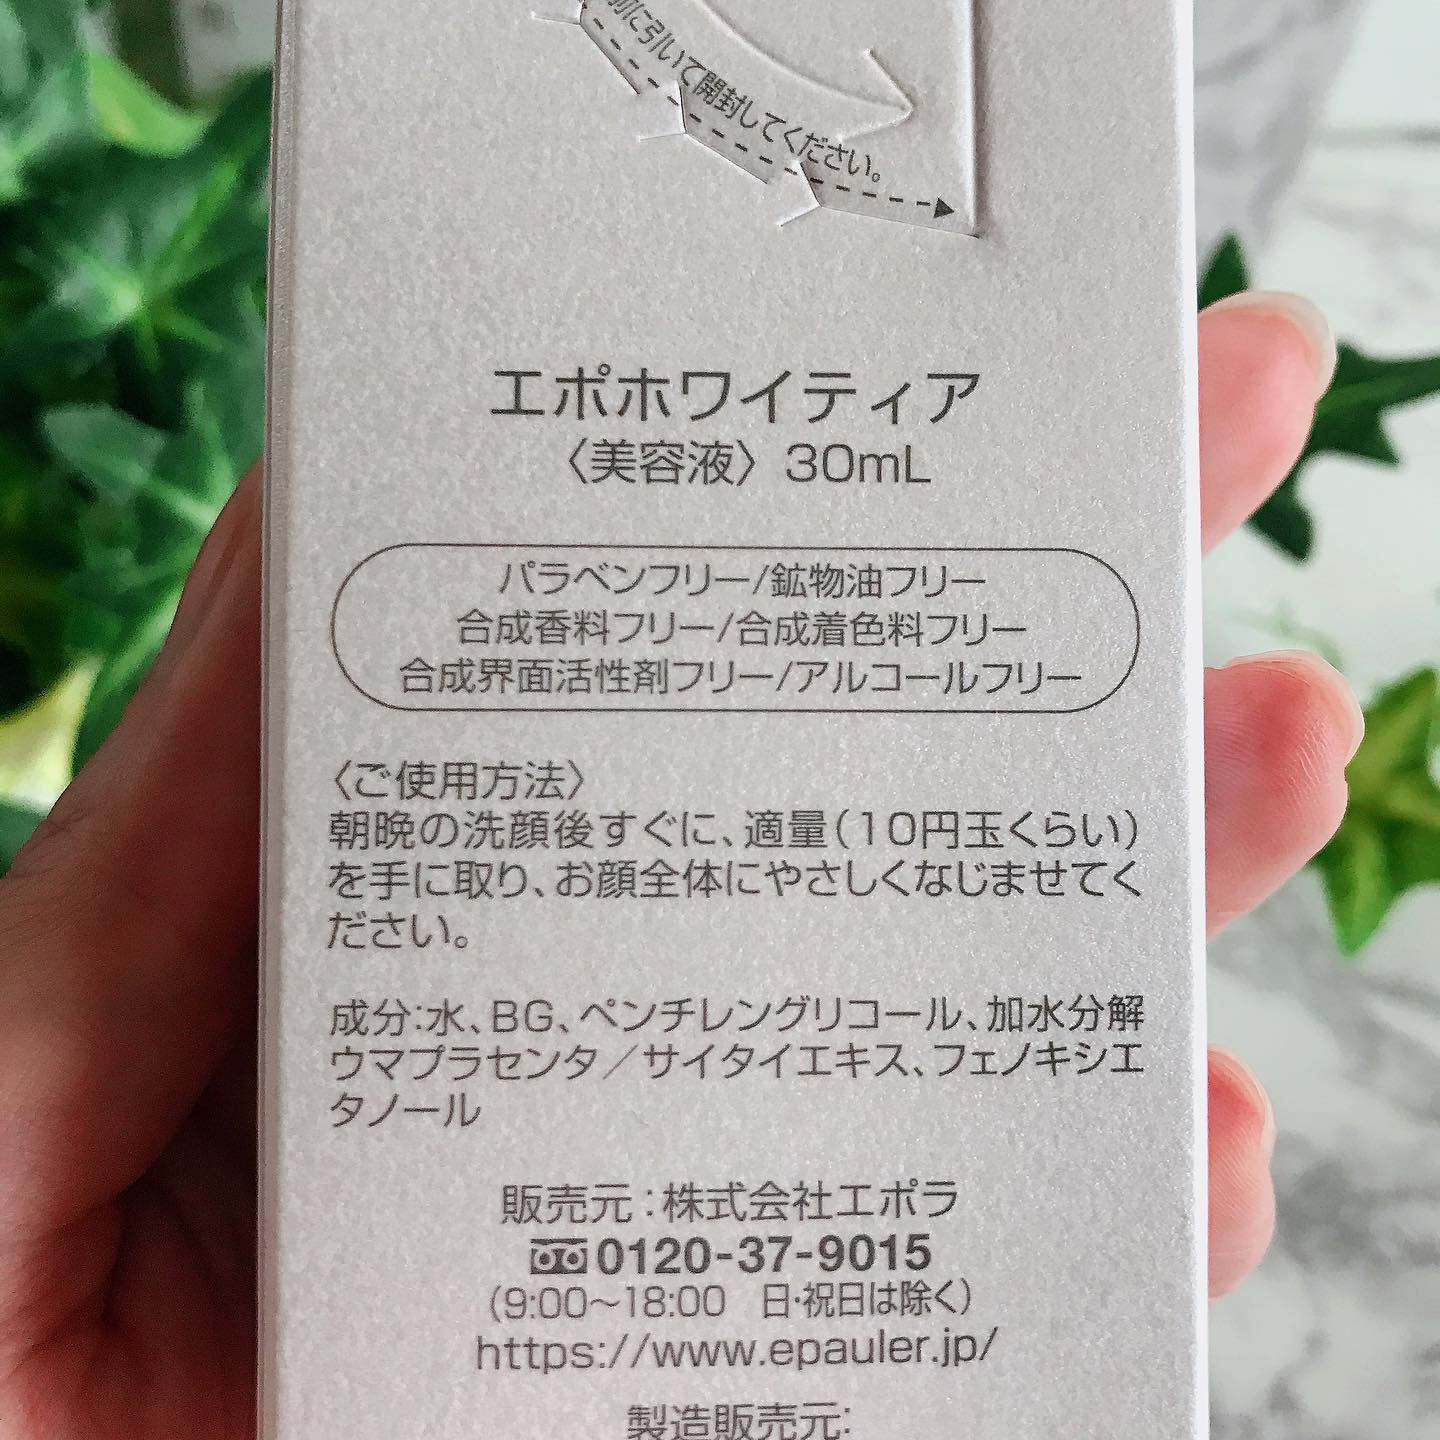 に引いて開封してください。
エポホワイティア
〈美容液〉30mL
パラベンフリー/鉱物油フリー
合成香料フリー/合成着色料フリー
合成界面活性剤フリー/アルコールフリー
〈ご使用方法〉
朝晩の洗顔後すぐに、適量（10円玉くらい）
を手に取り、お顔全体にやさしくなじませてく
ださい。
成分：水、BG、ペンチレングリコール、加水分解
ウマプラセンタ／サイタイエキス、フェノキシエ
タノール
販売元：株式会社エポラ
0120-37-9015
（9:00～18:00　日・祝日は除く）
https://www.epauler.jp/
製造販売元：